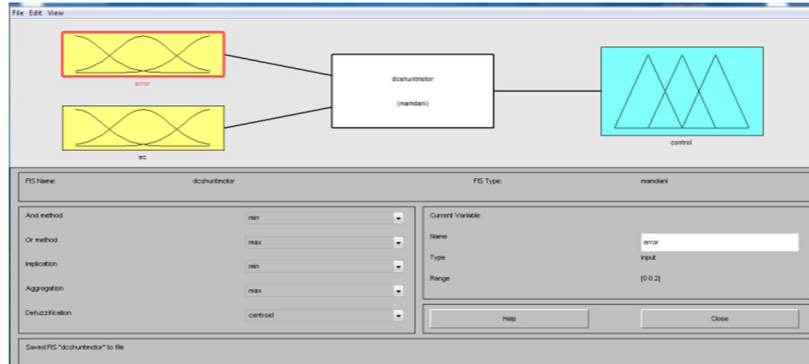 File Edit View
error
ec
dcshuntmotor
(mamdani)
control
FIS Name: dcshuntmotor FIS Type: mamdani
And method min
Or method max
Implication min
Aggregation max
Defuzzification centroid
Current Variable
Name error
Type input
Range [0 0.2]
Help Close
Saved FIS "dcshuntmotor" to file